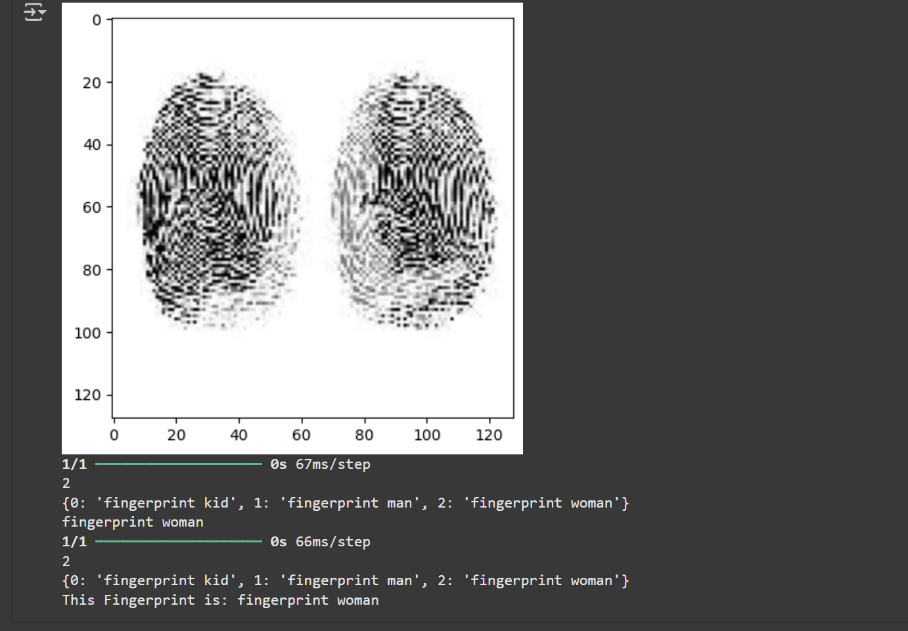 0
20
40
60
80
100
120
0 20 40 60 80 100 120
1/1 ━━━━━━━━━━━━━━━━━━━━ 0s 67ms/step
2
{0: 'fingerprint kid', 1: 'fingerprint man', 2: 'fingerprint woman'}
fingerprint woman
1/1 ━━━━━━━━━━━━━━━━━━━━ 0s 66ms/step
2
{0: 'fingerprint kid', 1: 'fingerprint man', 2: 'fingerprint woman'}
This Fingerprint is: fingerprint woman